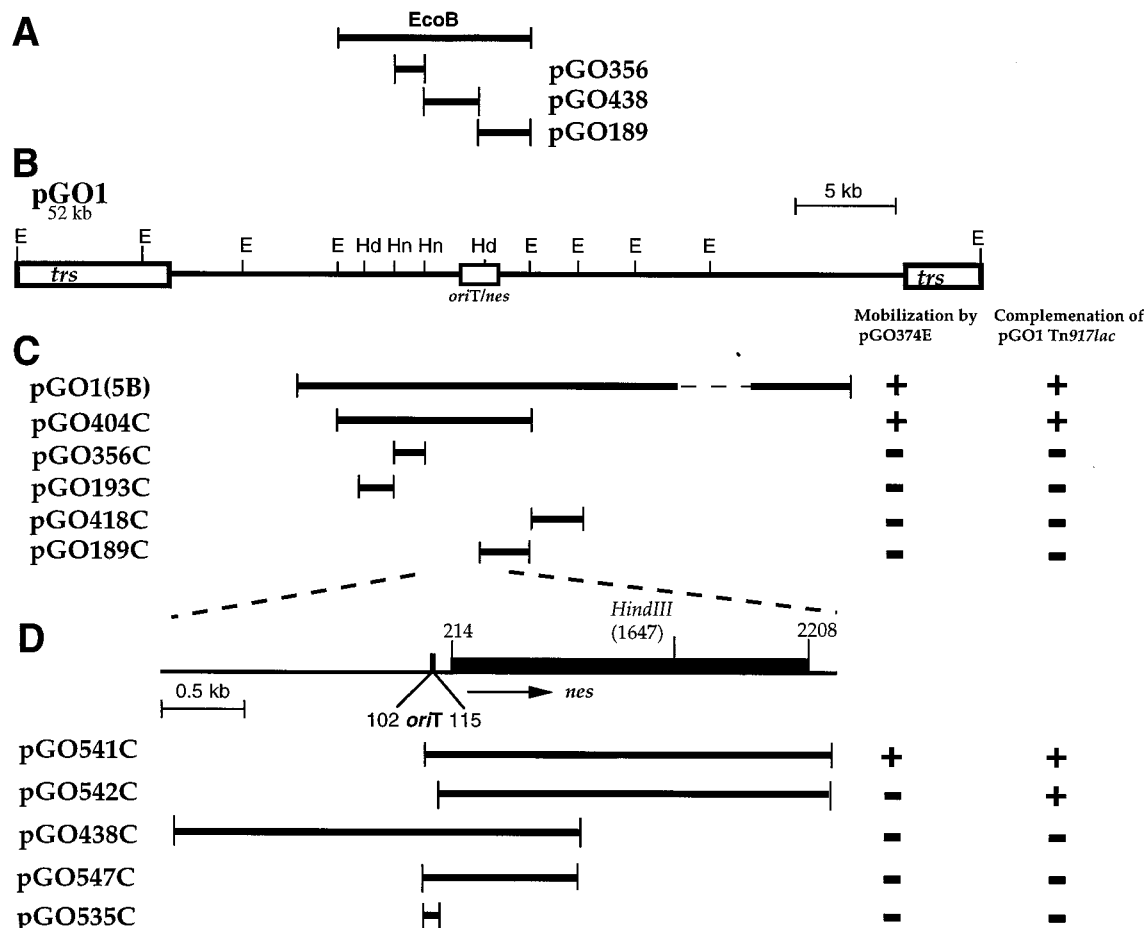 A
EcoB
pGO356
pGO438
pGO189
B
pGO1
52 kb
5 kb
E E E E Hd Hn Hn Hd E E E E E
trs
oriT/nes
trs
Mobilization by
pGO374E
Complemenation of
pGO1 Tn917lac
C
pGO1(5B) + +
pGO404C + +
pGO356C - -
pGO193C - -
pGO418C - -
pGO189C - -
D
214
HindIII
(1647)
2208
0.5 kb
102 oriT 115
nes
pGO541C + +
pGO542C - +
pGO438C - -
pGO547C - -
pGO535C - -